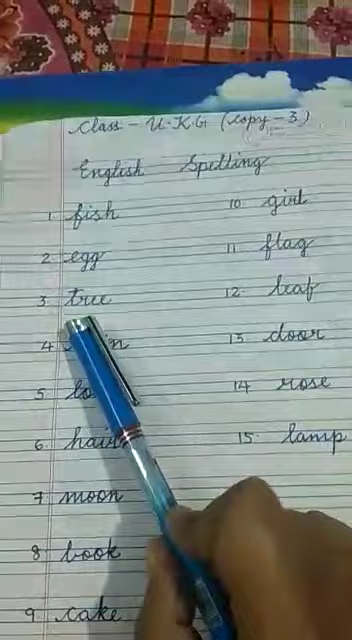 Class - U.K.G (Copy - 3)
English Spelling
1. fish
2. egg
3. tree
4.
5.
6. hair
7. moon
8. book
9. cake
10. girl
11. flag
12. leaf
13. door
14. rose
15. lamp